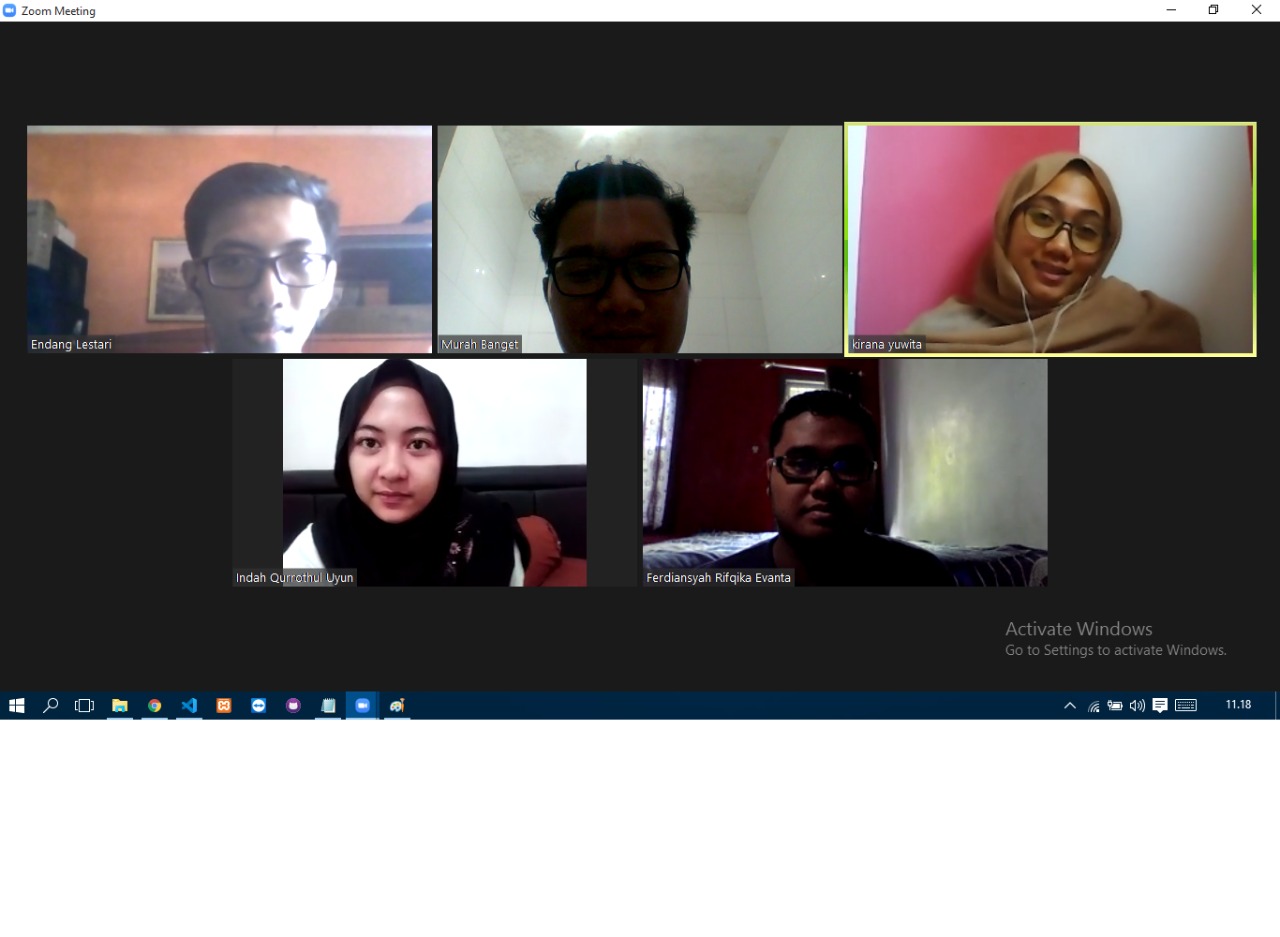 Zoom Meeting
Endang Lestari
Murah Banget
kirana yuwita
Indah Qurrothul Uyun
Ferdiansyah Rifqika Evanta
Activate Windows
Go to Settings to activate Windows.
11.18